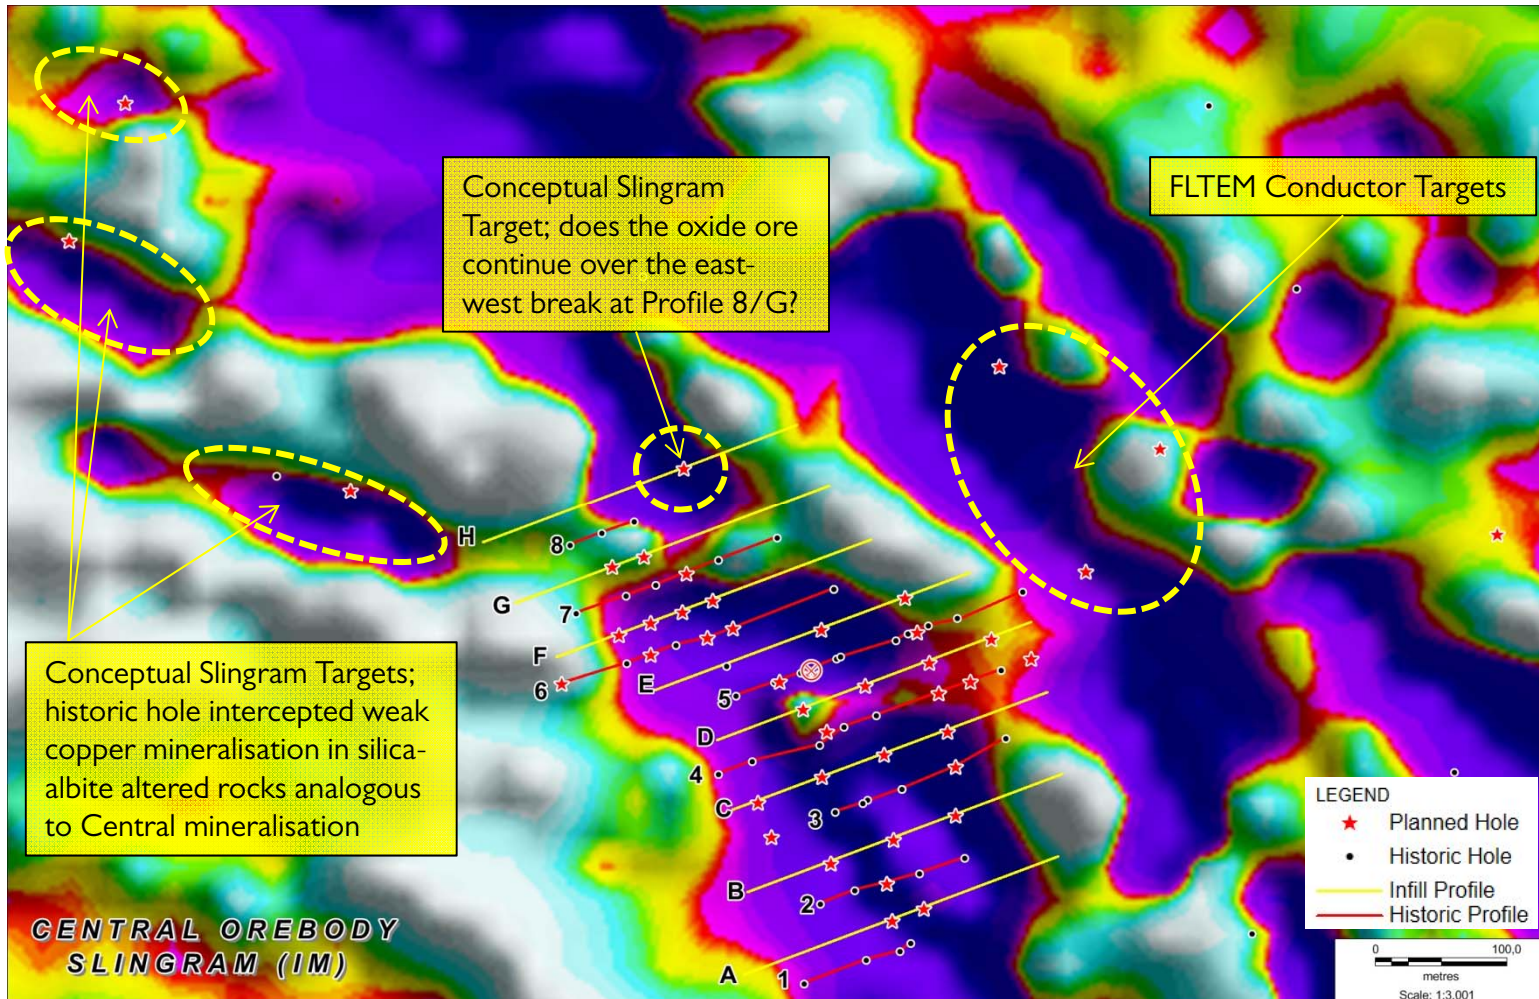 Conceptual Slingram
Target; does the oxide ore
continue over the east-
west break at Profile 8/G?
FLTEM Conductor Targets
H
8
G
7
F
6
E
5
D
4
C
3
B
2
A
1
Conceptual Slingram Targets;
historic hole intercepted weak
copper mineralisation in silica-
albite altered rocks analogous
to Central mineralisation
CENTRAL OREBODY
SLINGRAM (IM)
LEGEND
Planned Hole
Historic Hole
Infill Profile
Historic Profile
0 100,0
metres
Scale: 1:3.001